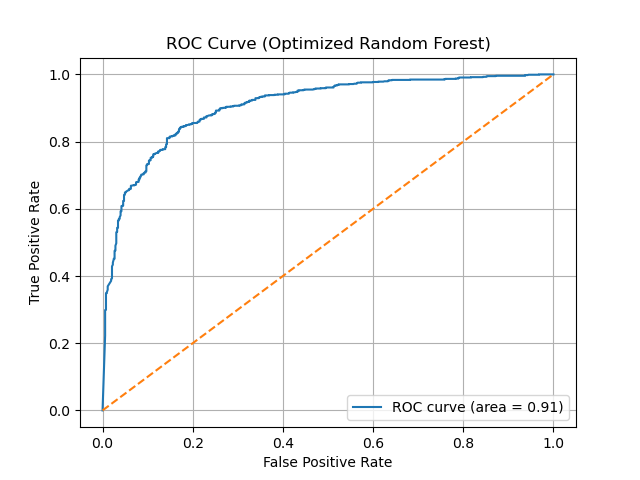 ROC Curve (Optimized Random Forest)
True Positive Rate
1.0
0.8
0.6
0.4
0.2
0.0
ROC curve (area = 0.91)
0.0 0.2 0.4 0.6 0.8 1.0
False Positive Rate